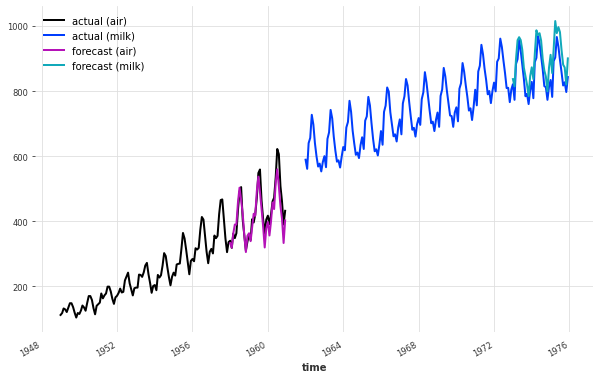 actual (air)
actual (milk)
forecast (air)
forecast (milk)
1000
800
600
400
200
1948
1952
1956
1960
1964
1968
1972
1976
time